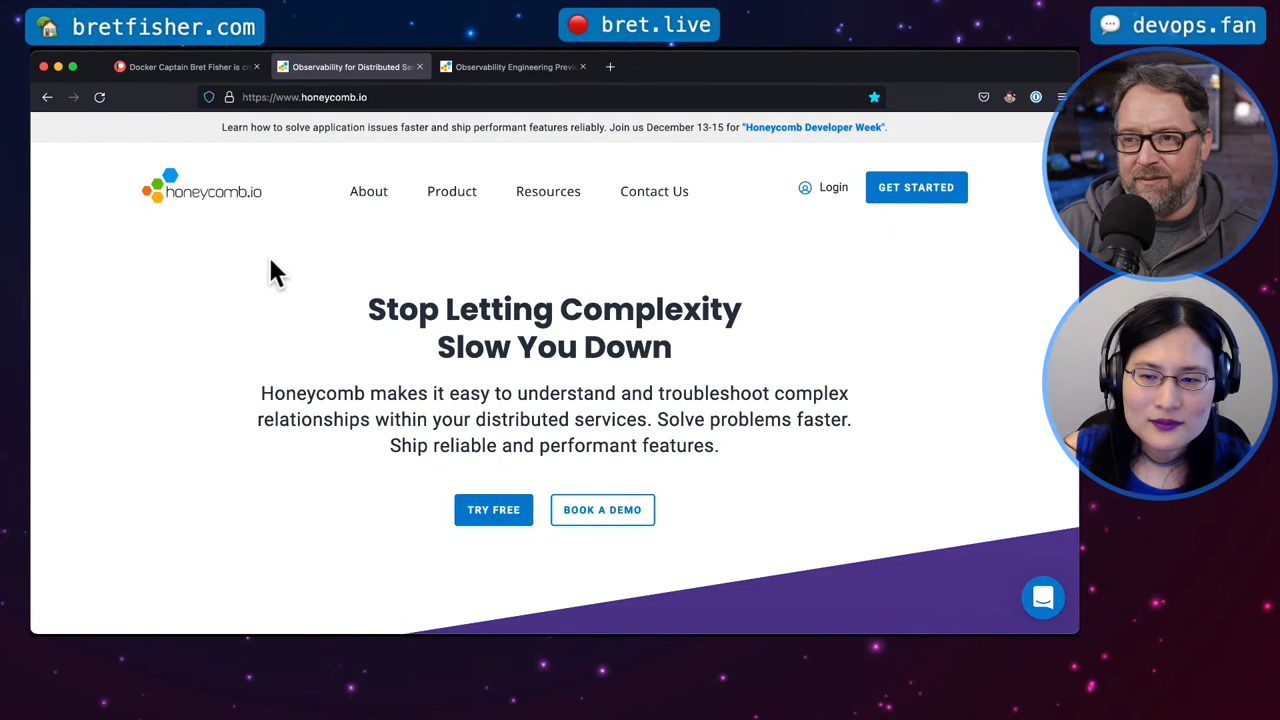 bretfisher.com
bret.live
devops.fan
Docker Captain Bret Fisher is cr
Observability for Distributed Se
Observability Engineering Previ
https://www.honeycomb.io
Learn how to solve application issues faster and ship performant features reliably. Join us December 13-15 for "Honeycomb Developer Week".
honeycomb.io
About
Product
Resources
Contact Us
Login
GET STARTED
Stop Letting Complexity
Slow You Down
Honeycomb makes it easy to understand and troubleshoot complex
relationships within your distributed services. Solve problems faster.
Ship reliable and performant features.
TRY FREE
BOOK A DEMO